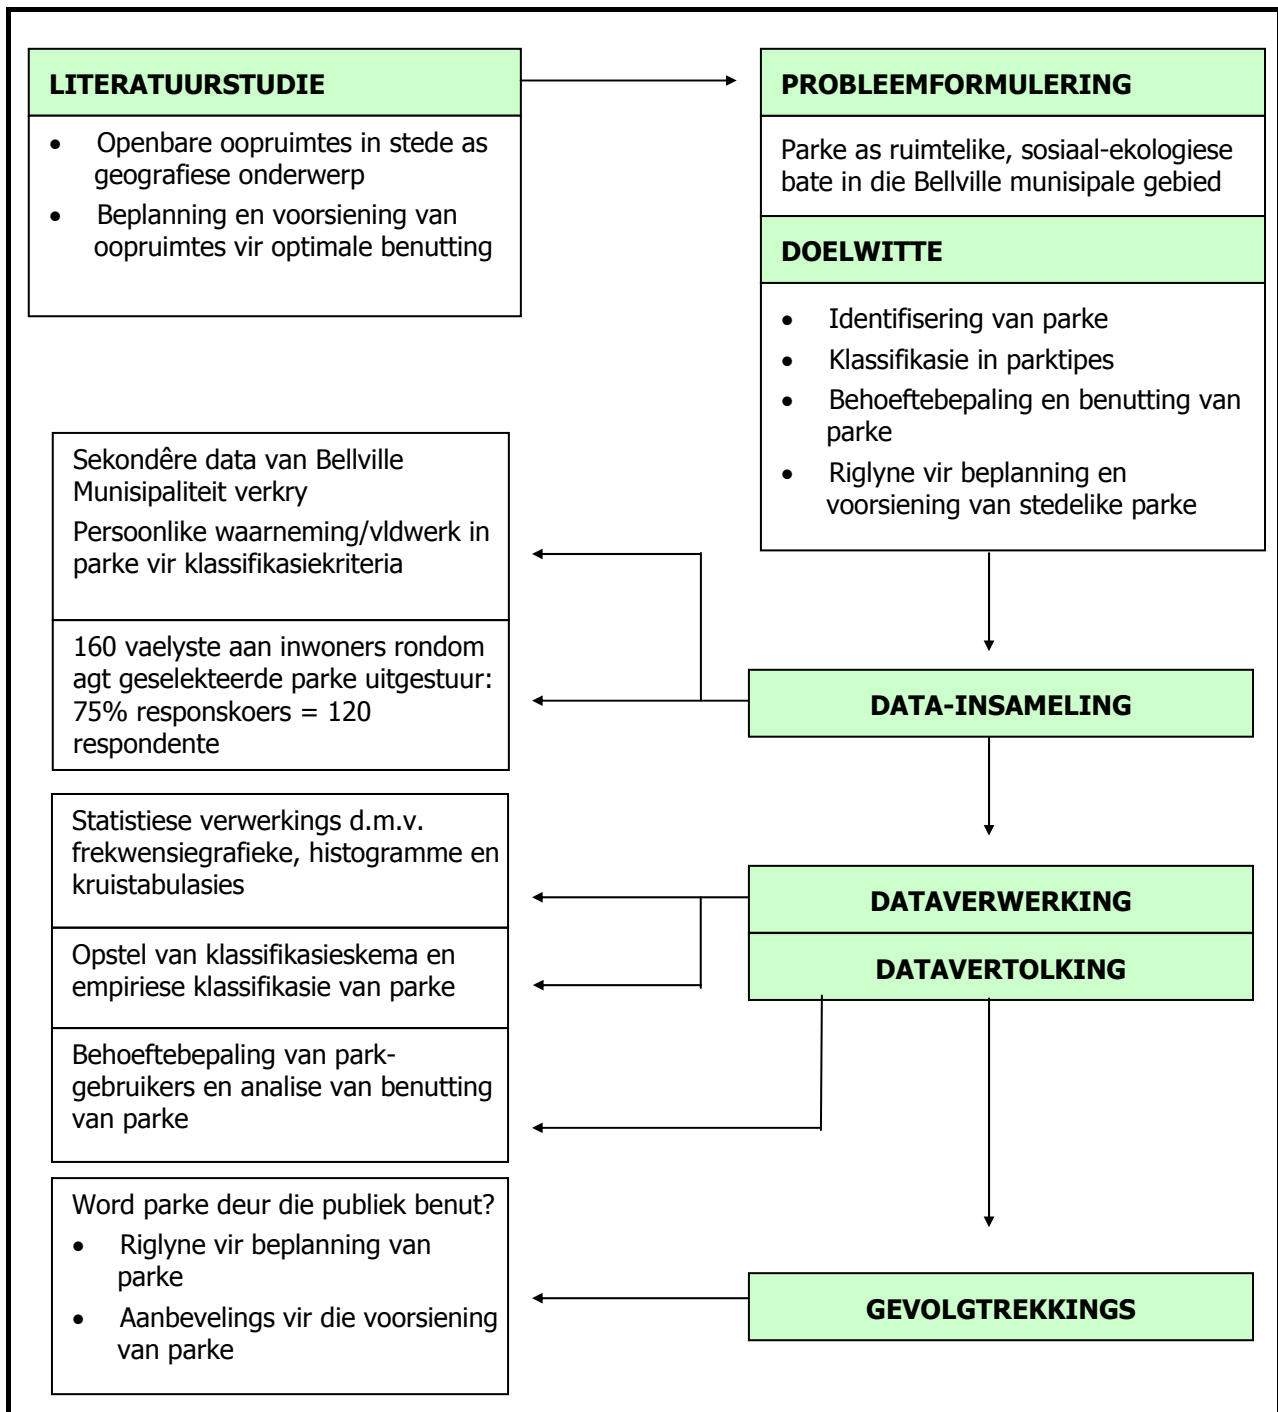 LITERATUURSTUDIE
• Openbare oopruimtes in stede as
geografiese onderwerp
• Beplanning en voorsiening van
oopruimtes vir optimale benutting
PROBLEEMFORMULERING
Parke as ruimtelike, sosiaal-ekologiese
bate in die Bellville munisipale gebied
DOELWITTE
• Identifisering van parke
• Klassifikasie in parktipes
• Behoeftebepaling en benutting van
parke
• Riglyne vir beplanning en
voorsiening van stedelike parke
Sekondêre data van Bellville
Munisipaliteit verkry
Persoonlike waarneming/vldwerk in
parke vir klassifikasiekriteria
160 vaelyste aan inwoners rondom
agt geselekteerde parke uitgestuur:
75% responskoers = 120
respondente
DATA-INSAMELING
Statistiese verwerkings d.m.v.
frekwensiegrafieke, histogramme en
kruistabulasies
Opstel van klassifikasieskema en
empiriese klassifikasie van parke
Behoeftebepaling van park-
gebruikers en analise van benutting
van parke
DATAVERWERKING
DATAVERTOLKING
Word parke deur die publiek benut?
• Riglyne vir beplanning van
parke
• Aanbevelings vir die voorsiening
van parke
GEVOLGTREKKINGS